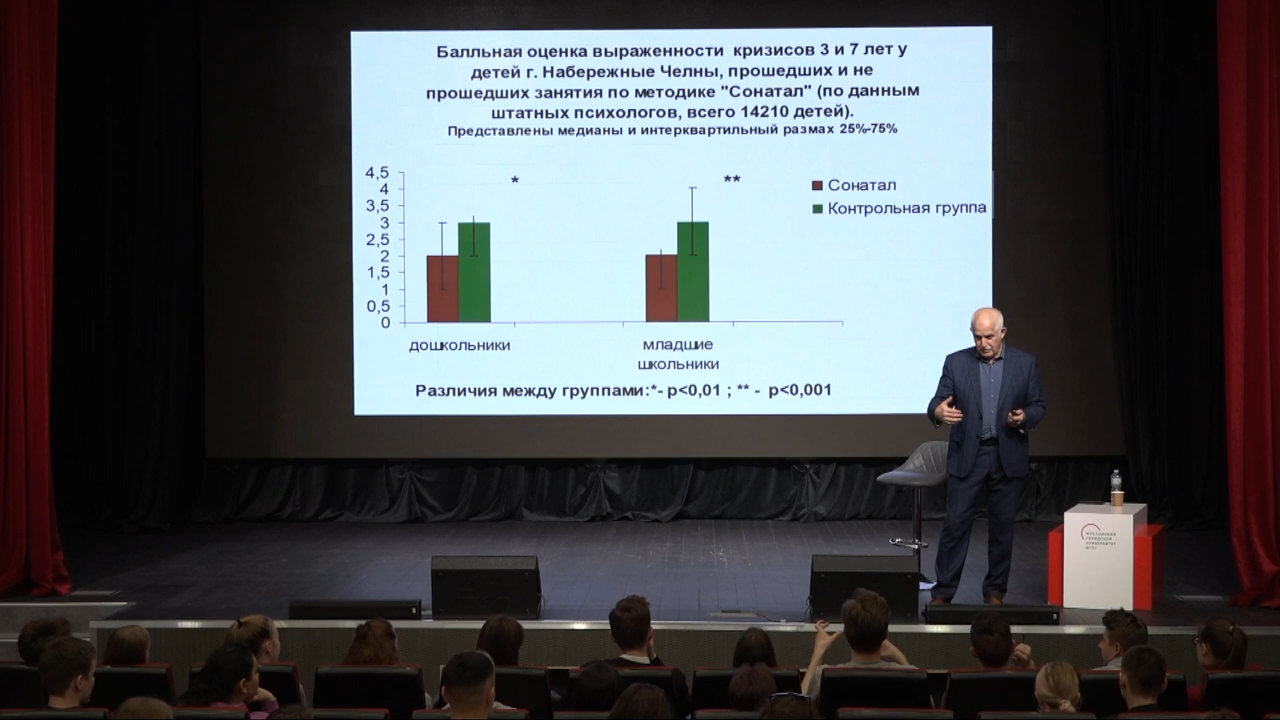 Балльная оценка выраженности кризисов 3 и 7 лет у
детей г. Набережные Челны, прошедших и не
прошедших занятия по методике "Сонатал" (по данным
штатных психологов, всего 14210 детей).
Представлены медианы и интерквартильный размах 25%-75%
4,5
4
3,5
3
2,5
2
1,5
1
0,5
0
*
**
Сонатал
Контрольная группа
дошкольники
младшие
школьники
Различия между группами:*- p<0,01 ; ** - p<0,001
МОСКОВСКИЙ
ГОРОДСКОЙ
УНИВЕРСИТЕТ